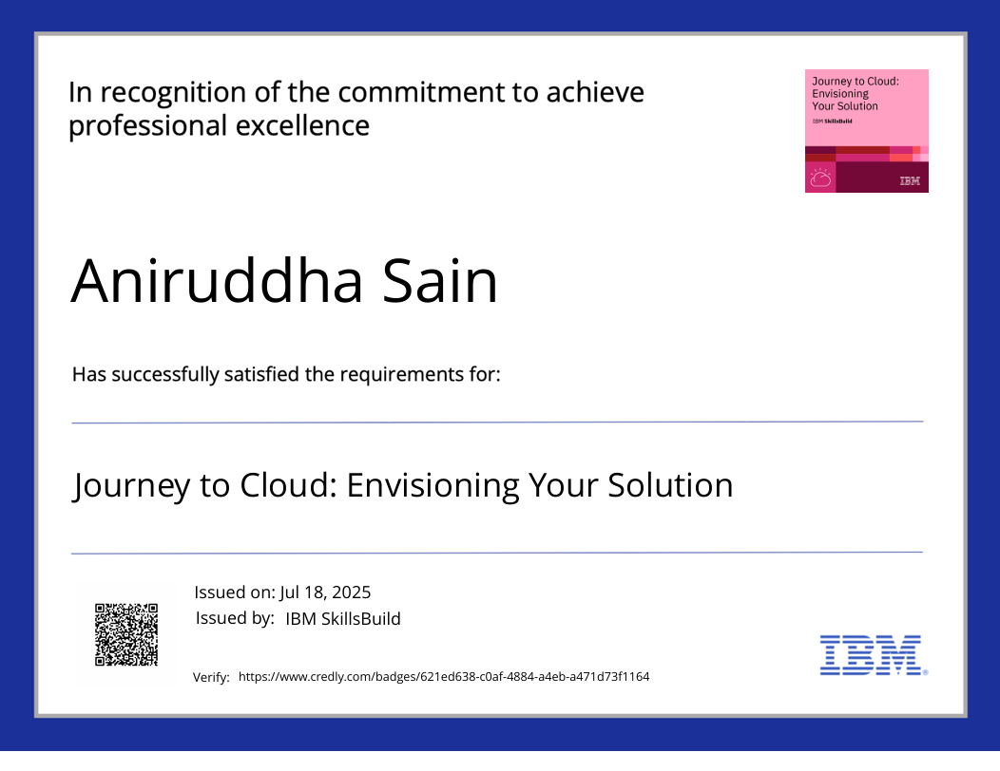 In recognition of the commitment to achieve
professional excellence
Journey to Cloud:
Envisioning
Your Solution
IBM SkillsBuild
IBM
Aniruddha Sain
Has successfully satisfied the requirements for:
Journey to Cloud: Envisioning Your Solution
Issued on: Jul 18, 2025
Issued by: IBM SkillsBuild
IBM®
Verify: https://www.credly.com/badges/621ed638-c0af-4884-a4eb-a471d73f1164